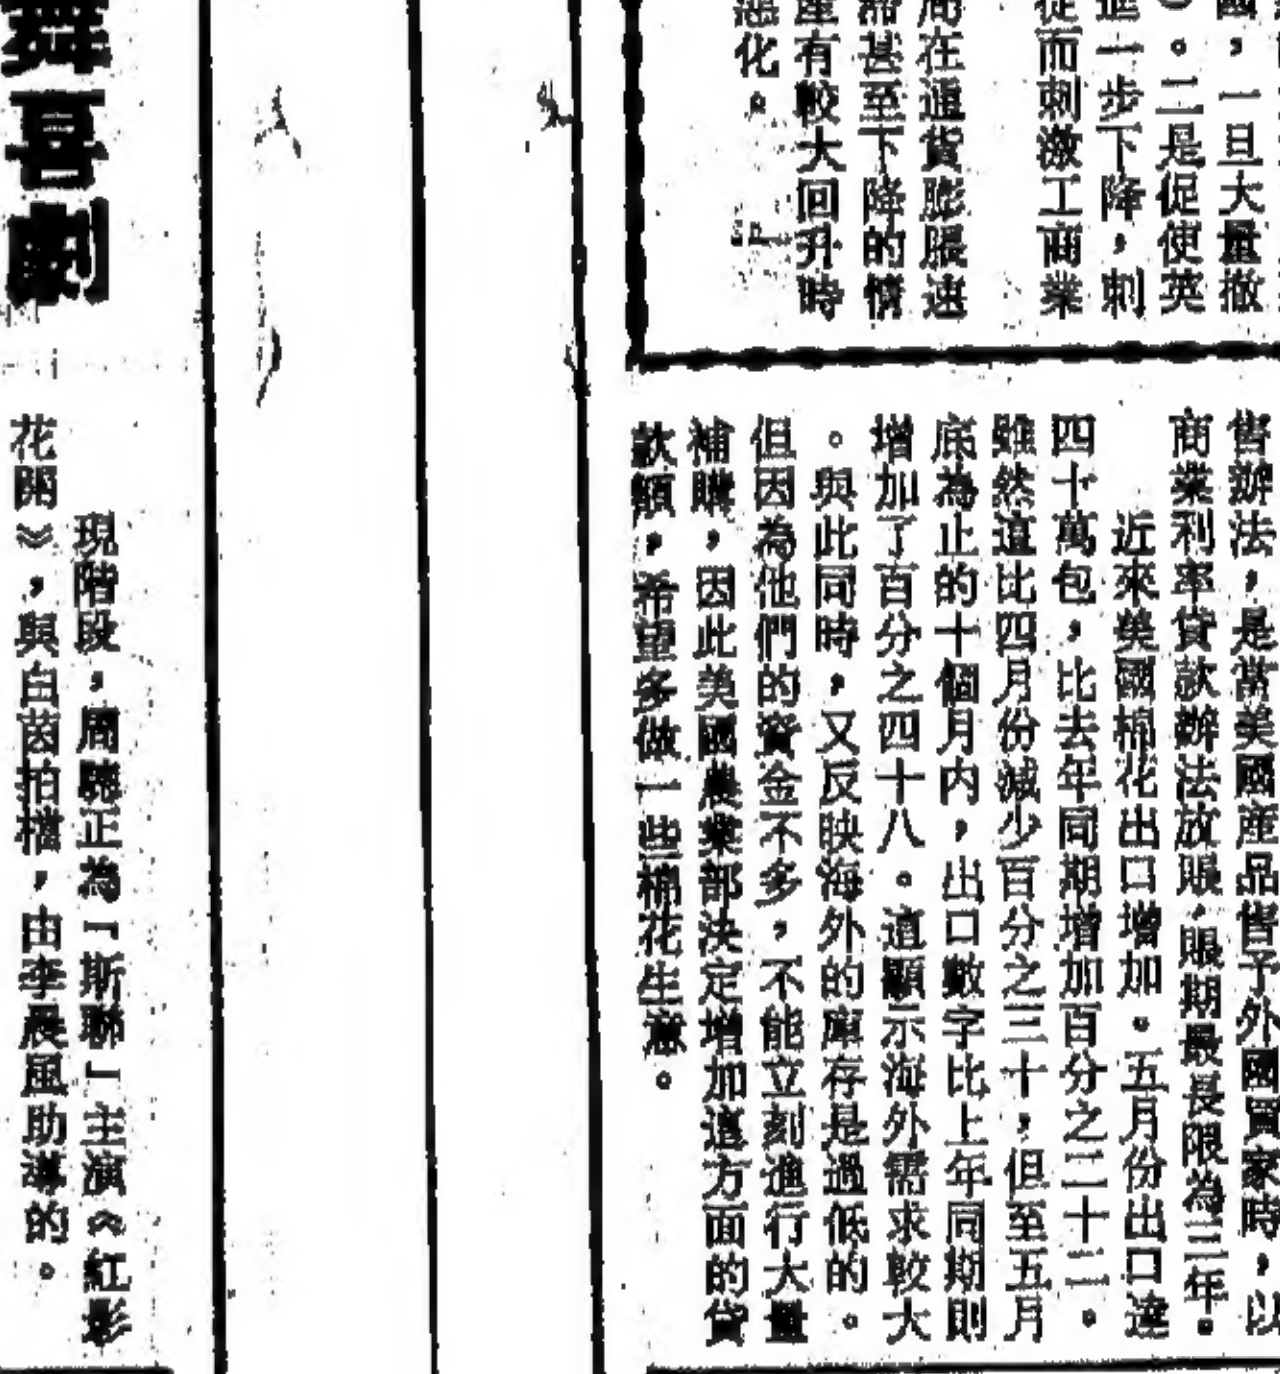 國,一旦大量撤
。二是促使英
進一步下降,刺
從而刺激工商業
局在通貨膨脹速
滯甚至下降的情
產有較大回升時
惡化。
售辦法,是當美國産品售予外國買家時,以
商業利率貸款辦法放賬,賬期最長限為三年。
近來美國棉花出口增加。五月份出口達
四十萬包,比去年同期增加百分之二十二。
雖然這比四月份減少百分之三十,但至五月
底為止的十個月内,出口數字比上年同期則
增加了百分之四十八。這顯示海外需求較大
。與此同時,又反映海外的庫存是過低的。
但因為他們的資金不多,不能立刻進行大量
補購,因此美國農業部決定增加這方面的貸
款額,希望多做一些棉花生意。
舞喜劇
現階段,周聰正為「斯聯」主演《紅影
花開》,與白茵拍檔,由李晨風助導的。